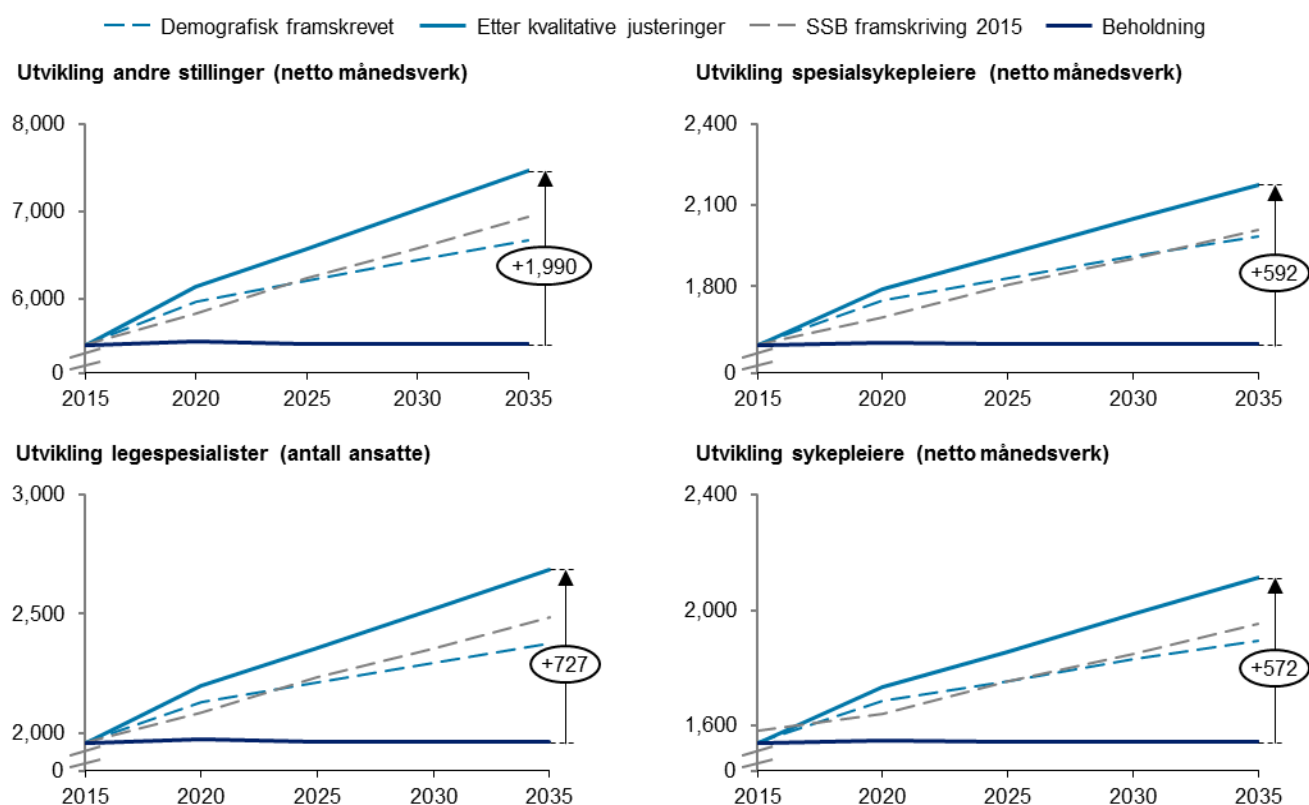 Demografisk framskrevet Etter kvalitative justeringer SSB framskriving 2015 Beholdning
Utvikling andre stillinger (netto månedsverk)
8,000
7,000
6,000
0
+1,990
2015 2020 2025 2030 2035
Utvikling spesialsykepleiere (netto månedsverk)
2,400
2,100
1,800
0
+592
2015 2020 2025 2030 2035
Utvikling legespesialister (antall ansatte)
3,000
2,500
2,000
0
+727
2015 2020 2025 2030 2035
Utvikling sykepleiere (netto månedsverk)
2,400
2,000
1,600
0
+572
2015 2020 2025 2030 2035